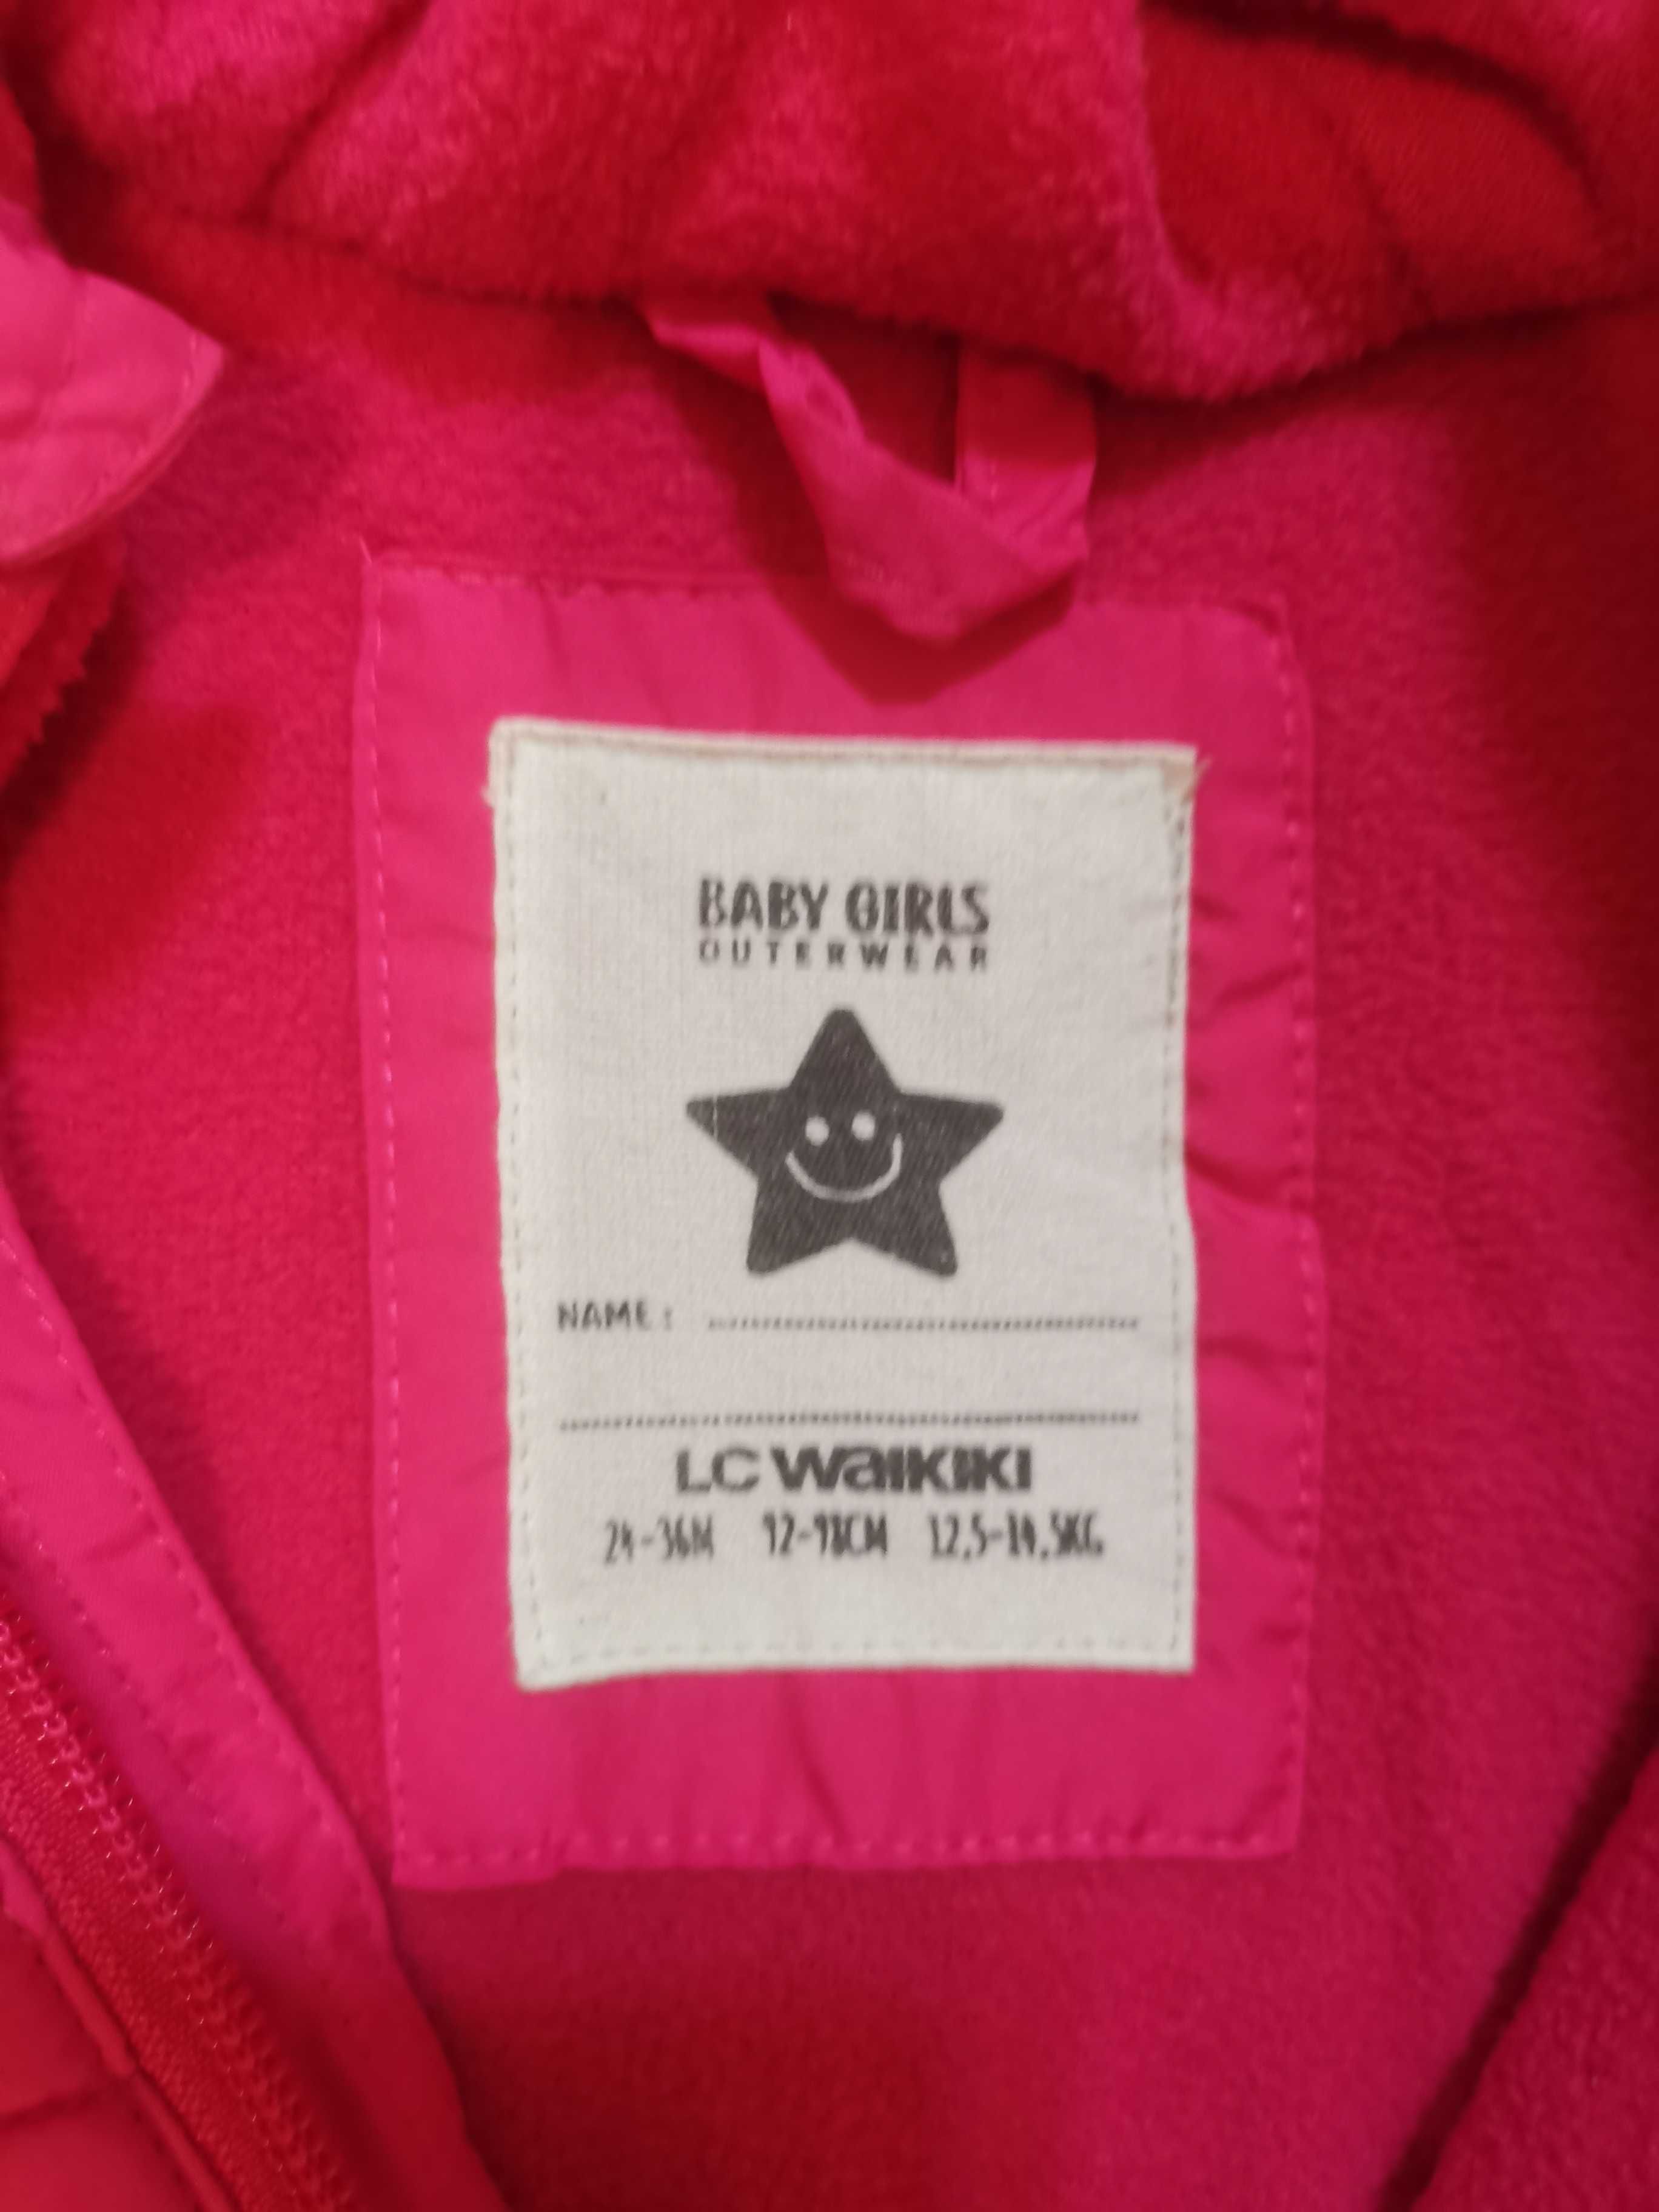 BABY GIRLS
OUTERWEAR
NAME:
LC Waikiki
24-36M 92-98CM 12,5-14,5KG